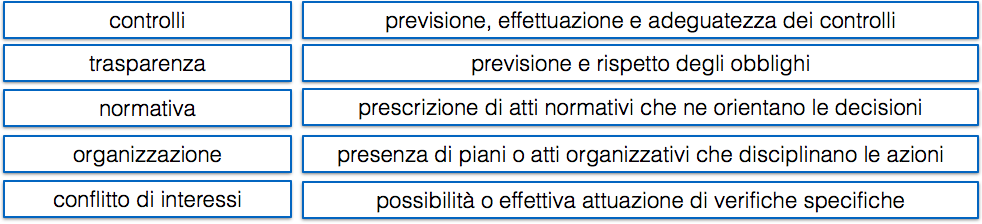 controlli previsione, effettuazione e adeguatezza dei controlli
trasparenza previsione e rispetto degli obblighi
normativa prescrizione di atti normativi che ne orientano le decisioni
organizzazione presenza di piani o atti organizzativi che disciplinano le azioni
conflitto di interessi possibilità o effettiva attuazione di verifiche specifiche